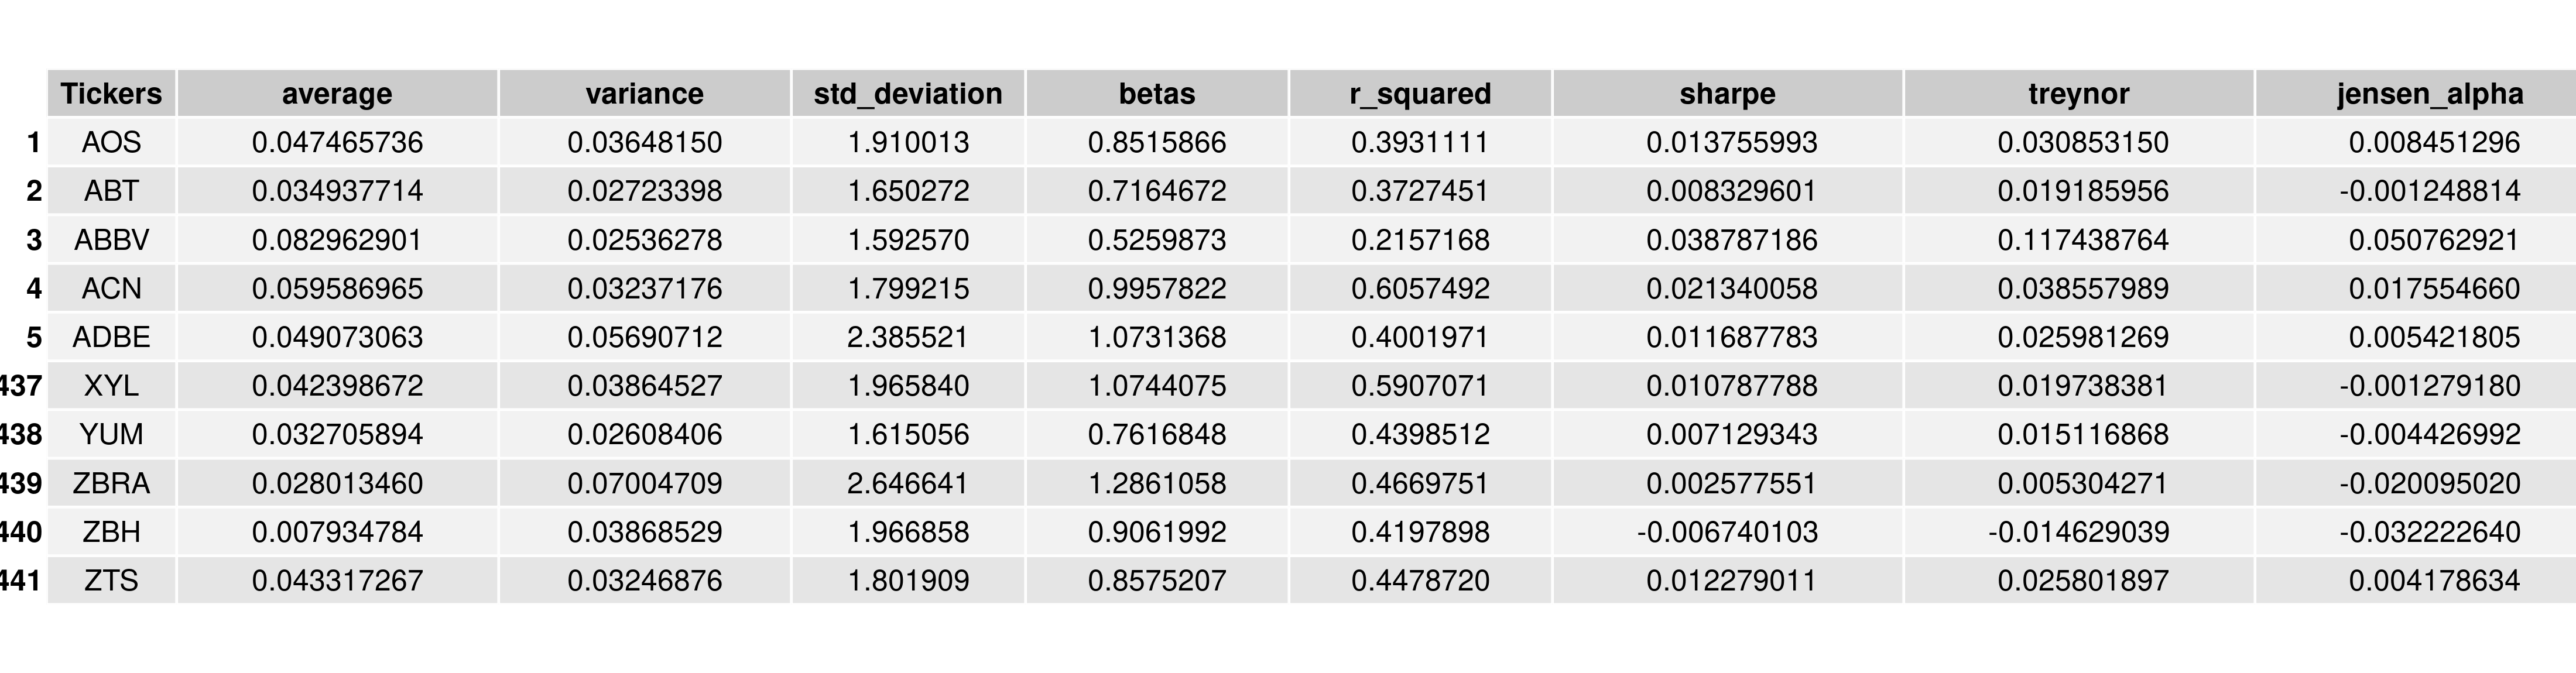 Tickers average variance std_deviation betas r_squared sharpe treynor jensen_alpha
1 AOS 0.047465736 0.03648150 1.910013 0.8515866 0.3931111 0.013755993 0.030853150 0.008451296
2 ABT 0.034937714 0.02723398 1.650272 0.7164672 0.3727451 0.008329601 0.019185956 -0.001248814
3 ABBV 0.082962901 0.02536278 1.592570 0.5259873 0.2157168 0.038787186 0.117438764 0.050762921
4 ACN 0.059586965 0.03237176 1.799215 0.9957822 0.6057492 0.021340058 0.038557989 0.017554660
5 ADBE 0.049073063 0.05690712 2.385521 1.0731368 0.4001971 0.011687783 0.025981269 0.005421805
437 XYL 0.042398672 0.03864527 1.965840 1.0744075 0.5907071 0.010787788 0.019738381 -0.001279180
438 YUM 0.032705894 0.02608406 1.615056 0.7616848 0.4398512 0.007129343 0.015116868 -0.004426992
439 ZBRA 0.028013460 0.07004709 2.646641 1.2861058 0.4669751 0.002577551 0.005304271 -0.020095020
440 ZBH 0.007934784 0.03868529 1.966858 0.9061992 0.4197898 -0.006740103 -0.014629039 -0.032222640
441 ZTS 0.043317267 0.03246876 1.801909 0.8575207 0.4478720 0.012279011 0.025801897 0.004178634